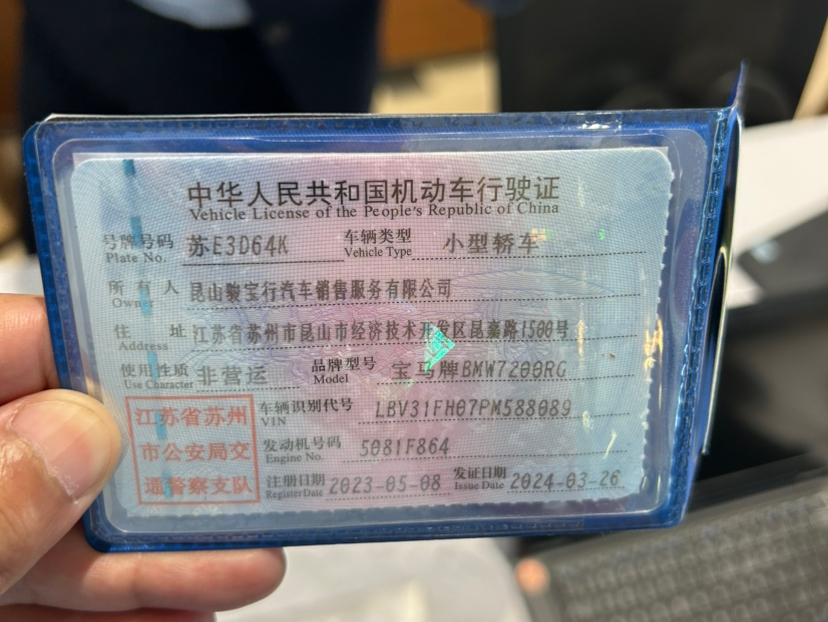 中华人民共和国机动车行驶证
Vehicle License of the People's Republic of China
号牌号码 苏E3D64K 车辆类型 小型轿车
Plate No. Vehicle Type
所有人 昆山骏宝行汽车销售服务有限公司
Owner
住址 江苏省苏州市昆山市经济技术开发区昆嘉路1500号
Address
使用性质 非营运 品牌型号 宝马牌BMW7200RG
Use Character Model
江苏省苏州
市公安局交
通警察支队
车辆识别代号 LBV31FH07PM588089
VIN
发动机号码 5081F864
Engine No.
注册日期 2023-05-08 发证日期 2024-03-26
Register Date Issue Date